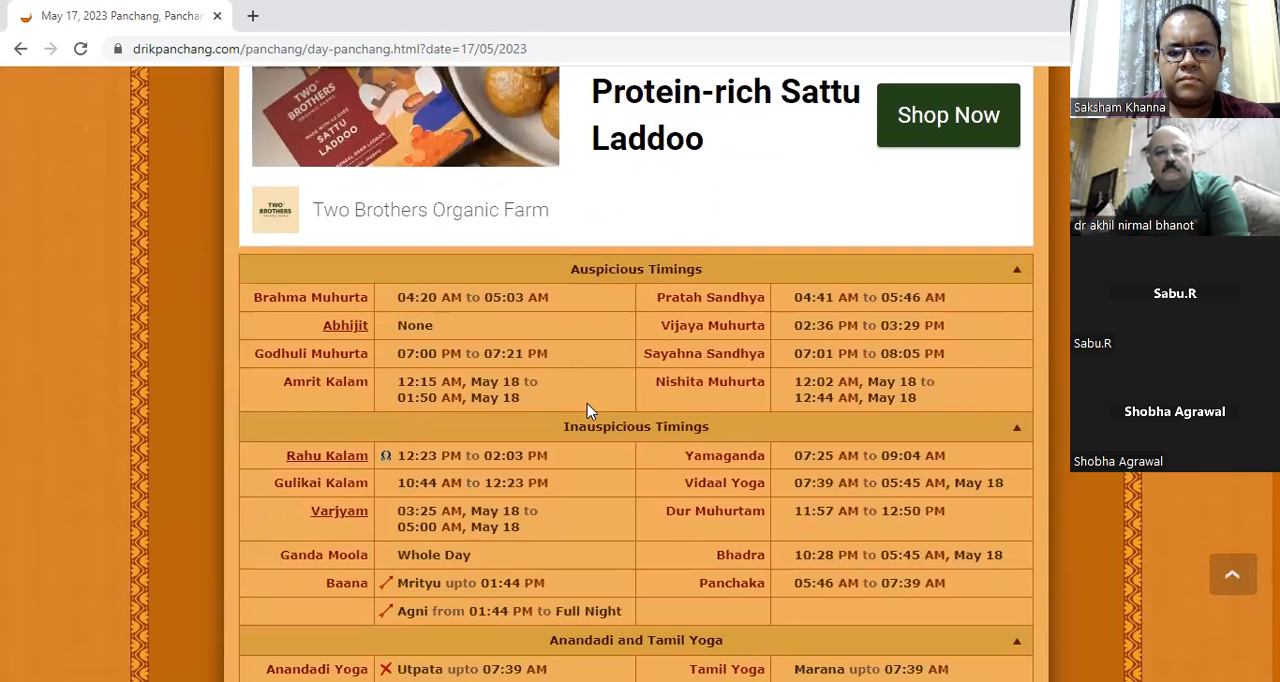 May 17, 2023 Panchang, Panchan
drikpanchang.com/panchang/day-panchang.html?date=17/05/2023
TWO BROTHERS
SATTU LADDOO
Protein-rich Sattu
Laddoo
Shop Now
TWO BROTHERS
Two Brothers Organic Farm
Auspicious Timings
Brahma Muhurta 04:20 AM to 05:03 AM Pratah Sandhya 04:41 AM to 05:46 AM
Abhijit None Vijaya Muhurta 02:36 PM to 03:29 PM
Godhuli Muhurta 07:00 PM to 07:21 PM Sayahna Sandhya 07:01 PM to 08:05 PM
Amrit Kalam 12:15 AM, May 18 to Nishita Muhurta 12:02 AM, May 18 to
01:50 AM, May 18 12:44 AM, May 18
Inauspicious Timings
Rahu Kalam 12:23 PM to 02:03 PM Yamaganda 07:25 AM to 09:04 AM
Gulikai Kalam 10:44 AM to 12:23 PM Vidaal Yoga 07:39 AM to 05:45 AM, May 18
Varjyam 03:25 AM, May 18 to Dur Muhurtam 11:57 AM to 12:50 PM
05:00 AM, May 18
Ganda Moola Whole Day Bhadra 10:28 PM to 05:45 AM, May 18
Baana Mrityu upto 01:44 PM Panchaka 05:46 AM to 07:39 AM
Agni from 01:44 PM to Full Night
Anandadi and Tamil Yoga
Anandadi Yoga Utpata upto 07:39 AM Tamil Yoga Marana upto 07:39 AM
Saksham Khanna
dr akhil nirmal bhanot
Sabu.R
Sabu.R
Shobha Agrawal
Shobha Agrawal